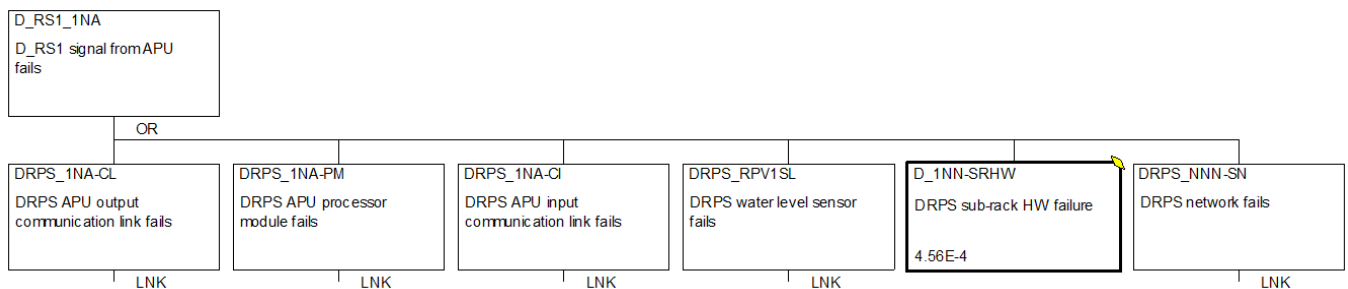 D_RS1_1NA
D_RS1 signal from APU
fails
OR
DRPS_1NA-CL
DRPS APU output
communication link fails
LNK
DRPS_1NA-PM
DRPS APU processor
module fails
LNK
DRPS_1NA-CI
DRPS APU input
communication link fails
LNK
DRPS_RPV1SL
DRPS water level sensor
fails
LNK
D_1NN-SRHW
DRPS sub-rack HW failure
4.56E-4
DRPS_NNN-SN
DRPS network fails
LNK